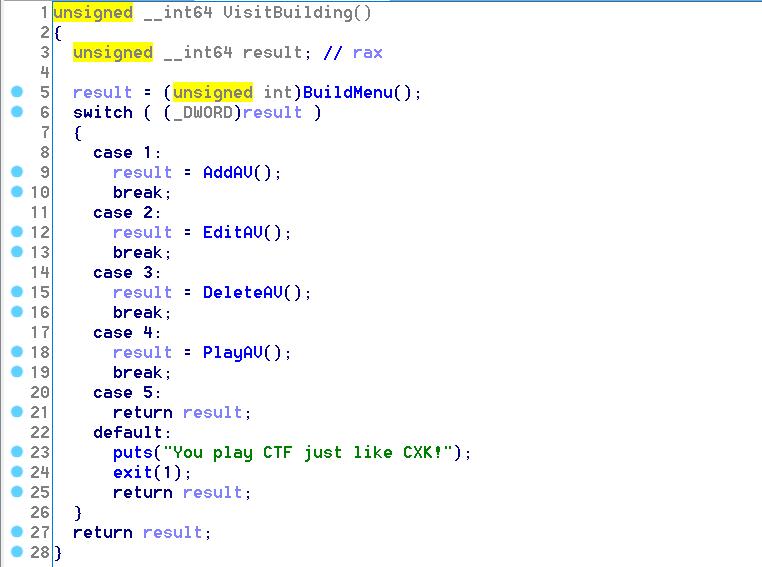 1 unsigned __int64 VisitBuilding()
2 {
3 unsigned __int64 result; // rax
4
5 result = (unsigned int)BuildMenu();
6 switch ( (_DWORD)result )
7 {
8 case 1:
9 result = AddAV();
10 break;
11 case 2:
12 result = EditAV();
13 break;
14 case 3:
15 result = DeleteAV();
16 break;
17 case 4:
18 result = PlayAV();
19 break;
20 case 5:
21 return result;
22 default:
23 puts("You play CTF just like CXK!");
24 exit(1);
25 return result;
26 }
27 return result;
28 }